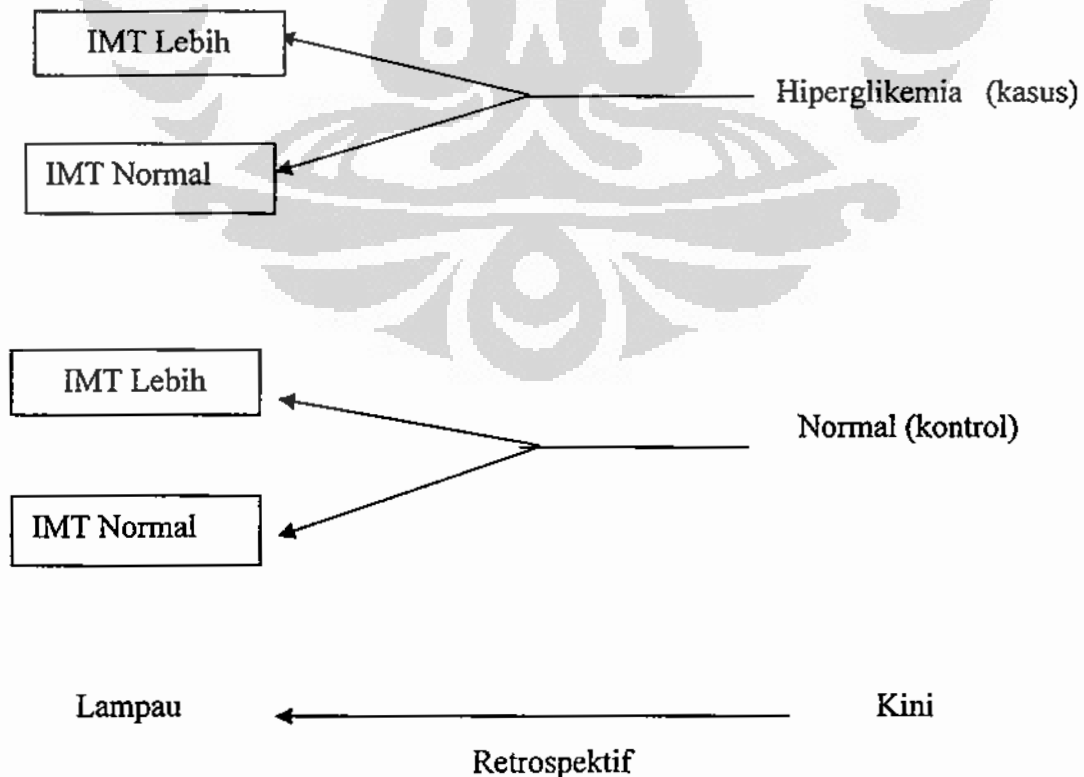 IMT Lebih
Hiperglikemia (kasus)
IMT Normal
IMT Lebih
Normal (kontrol)
IMT Normal
Lampau
Kini
Retrospektif